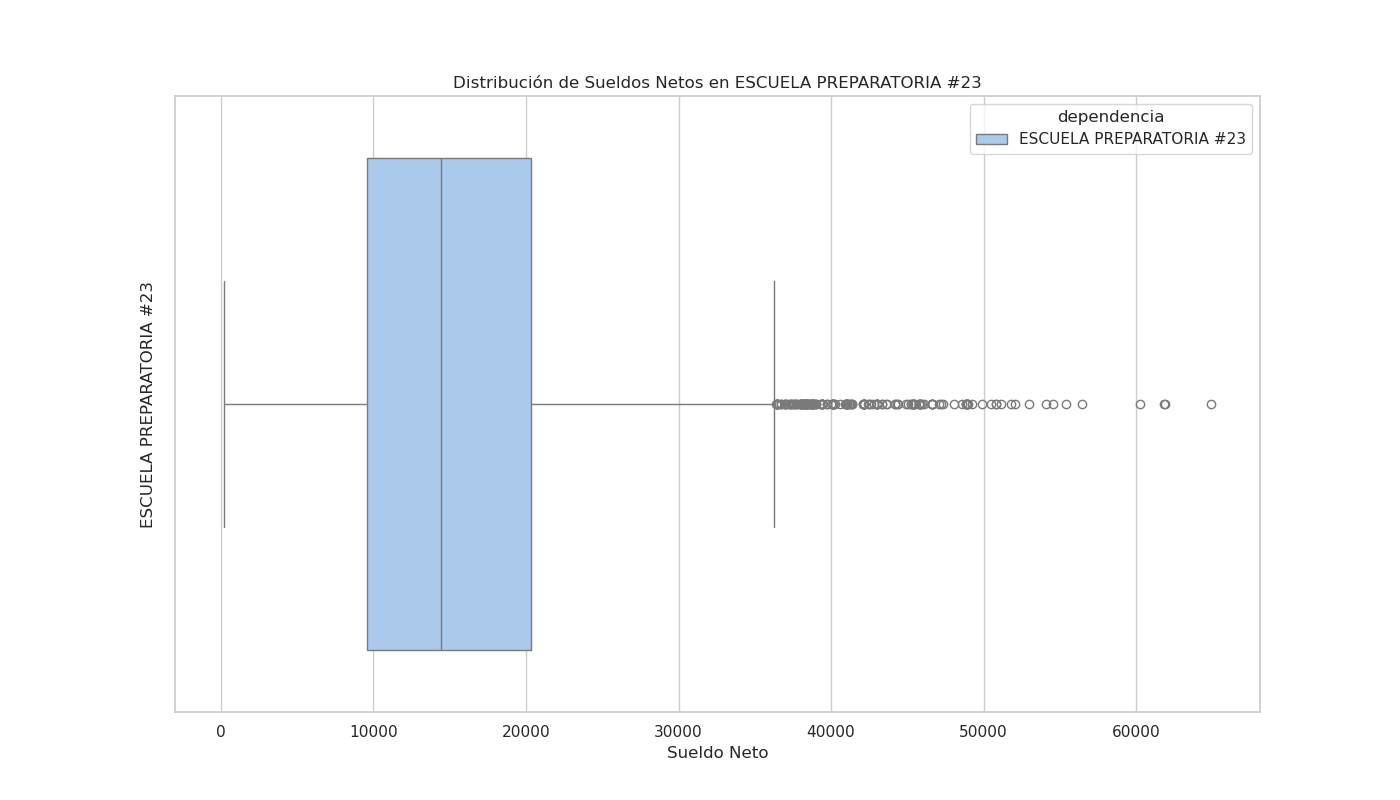 Distribución de Sueldos Netos en ESCUELA PREPARATORIA #23
dependencia
ESCUELA PREPARATORIA #23
ESCUELA PREPARATORIA #23
0 10000 20000 30000 40000 50000 60000
Sueldo Neto